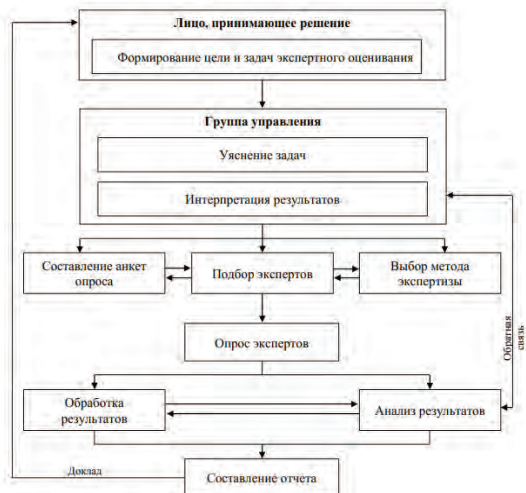 Лицо, принимающее решение
Формирование цели и задач экспертного оценивания
Группа управления
Уяснение задач
Интерпретация результатов
Составление анкет
опроса
Подбор экспертов
Выбор метода
экспертизы
Обратная
связь
Опрос экспертов
Обработка
результатов
Анализ результатов
Доклад
Составление отчета